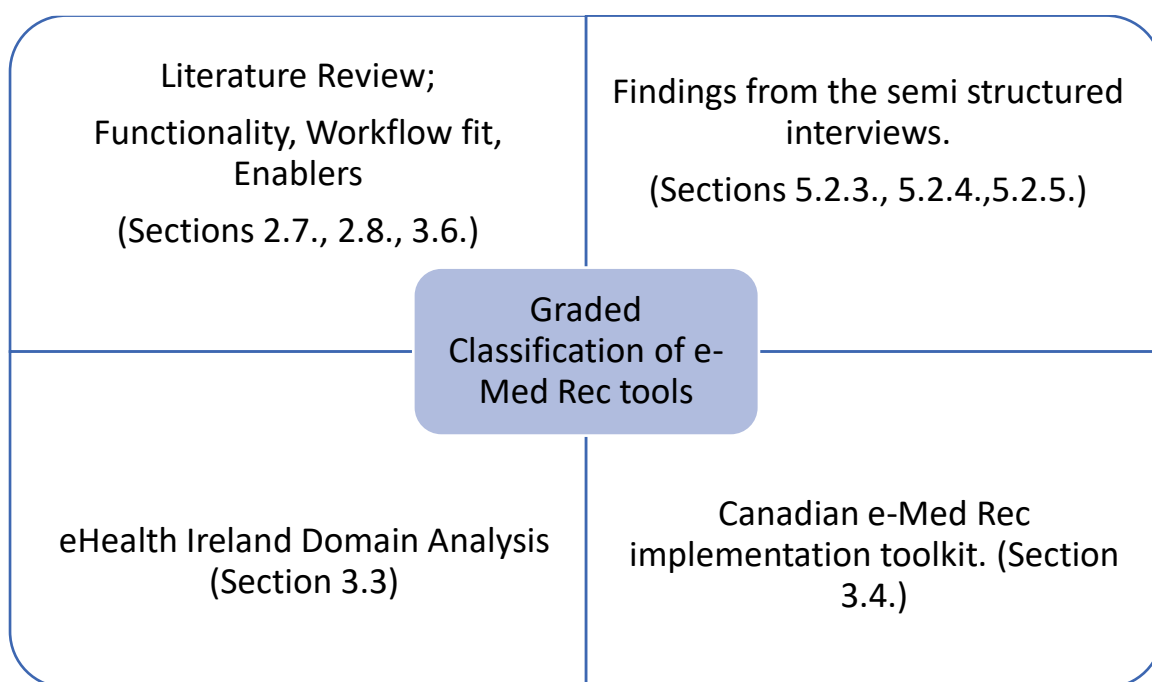 Literature Review;
Functionality, Workflow fit,
Enablers
(Sections 2.7., 2.8., 3.6.)
Findings from the semi structured
interviews.
(Sections 5.2.3., 5.2.4.,5.2.5.)
Graded
Classification of e-
Med Rec tools
eHealth Ireland Domain Analysis
(Section 3.3)
Canadian e-Med Rec
implementation toolkit. (Section
3.4.)